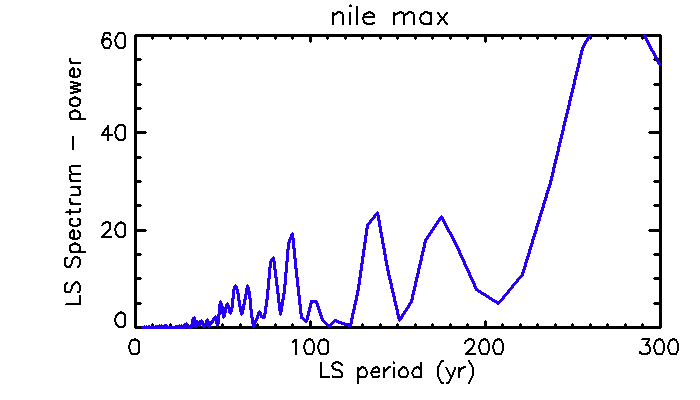 nile max
60
40
20
0
LS Spectrum - power
0 100 200 300
LS period (yr)